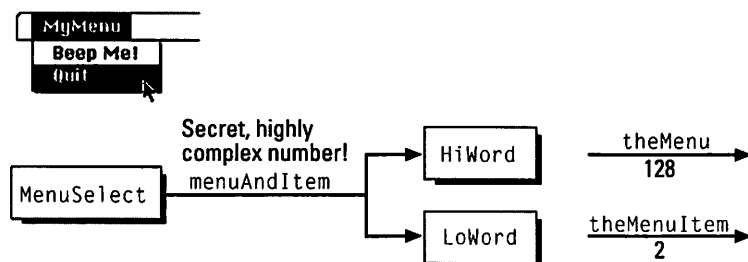 MyMenu
Beep Me!
Quit
Secret, highly
complex number!
MenuSelect
menuAndItem
HiWord
theMenu
128
LoWord
theMenuItem
2